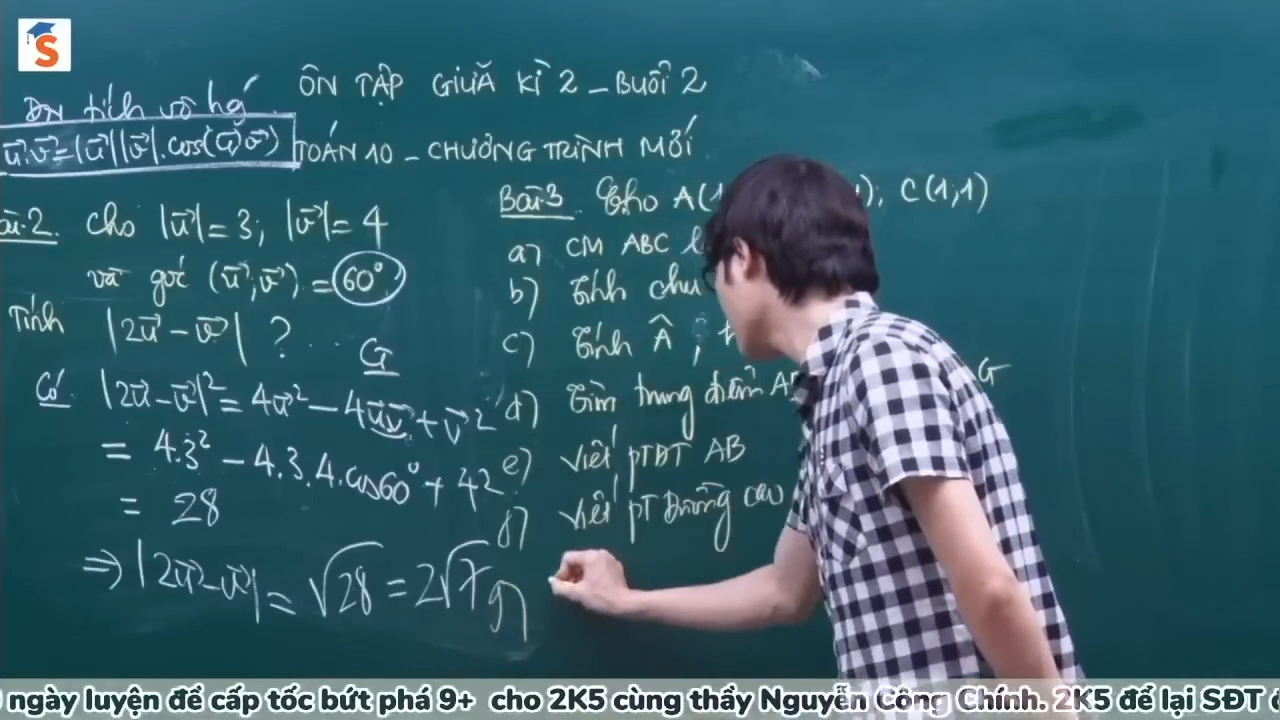 S
ÔN TẬP GIỮA KÌ 2 - BUỔI 2
TOÁN 10 - CHƯƠNG TRÌNH MỚI
ĐN tích vô hg
u⃗.v⃗ = |u⃗||v⃗|.cos(u⃗,v⃗)
Bài 2. Cho |u⃗| = 3; |v⃗| = 4
và góc (u⃗,v⃗) = 60°
Tính |2u⃗ - v⃗| ?
G
Có |2u⃗ - v⃗|² = 4u⃗² - 4u⃗v⃗ + v⃗²
= 4.3² - 4.3.4.cos60° + 4²
= 28
⇒ |2u⃗ - v⃗| = √28 = 2√7
Bài 3. Cho A(1 ); C(1,1)
a) CM ABC
b) Tính chu
c) Tính Â ;
d) Tìm trung điểm AB G
e) Viết PTĐT AB
f) Viết PT Đường cao
g)
ngày luyện đề cấp tốc bứt phá 9+ cho 2K5 cùng thầy Nguyễn Công Chính. 2K5 để lại SĐT